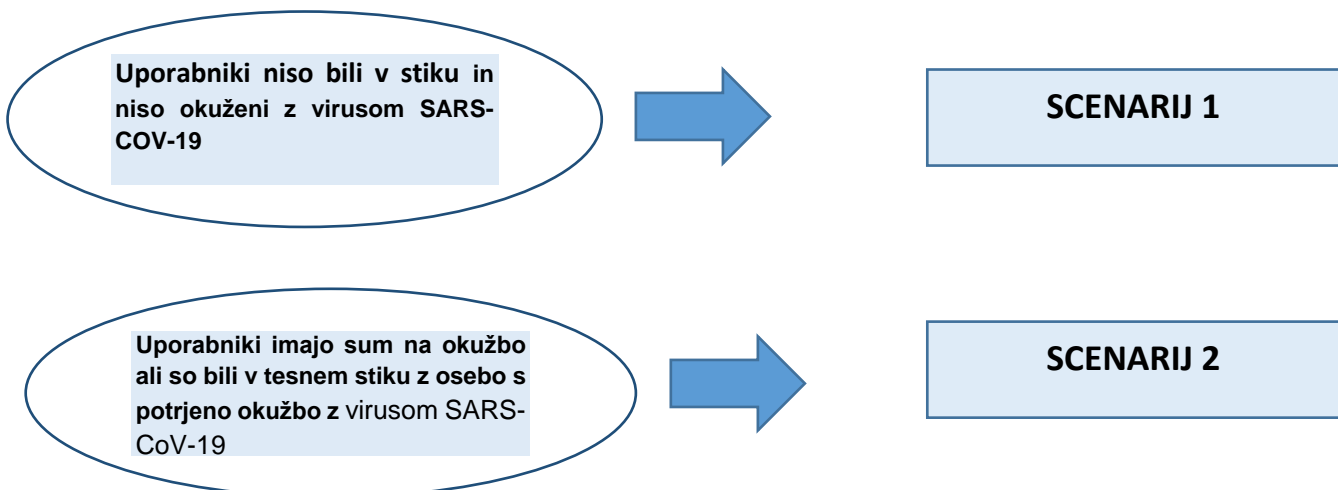 Uporabniki niso bili v stiku in
niso okuženi z virusom SARS-
COV-19
SCENARIJ 1
Uporabniki imajo sum na okužbo
ali so bili v tesnem stiku z osebo s
potrjeno okužbo z virusom SARS-
CoV-19
SCENARIJ 2